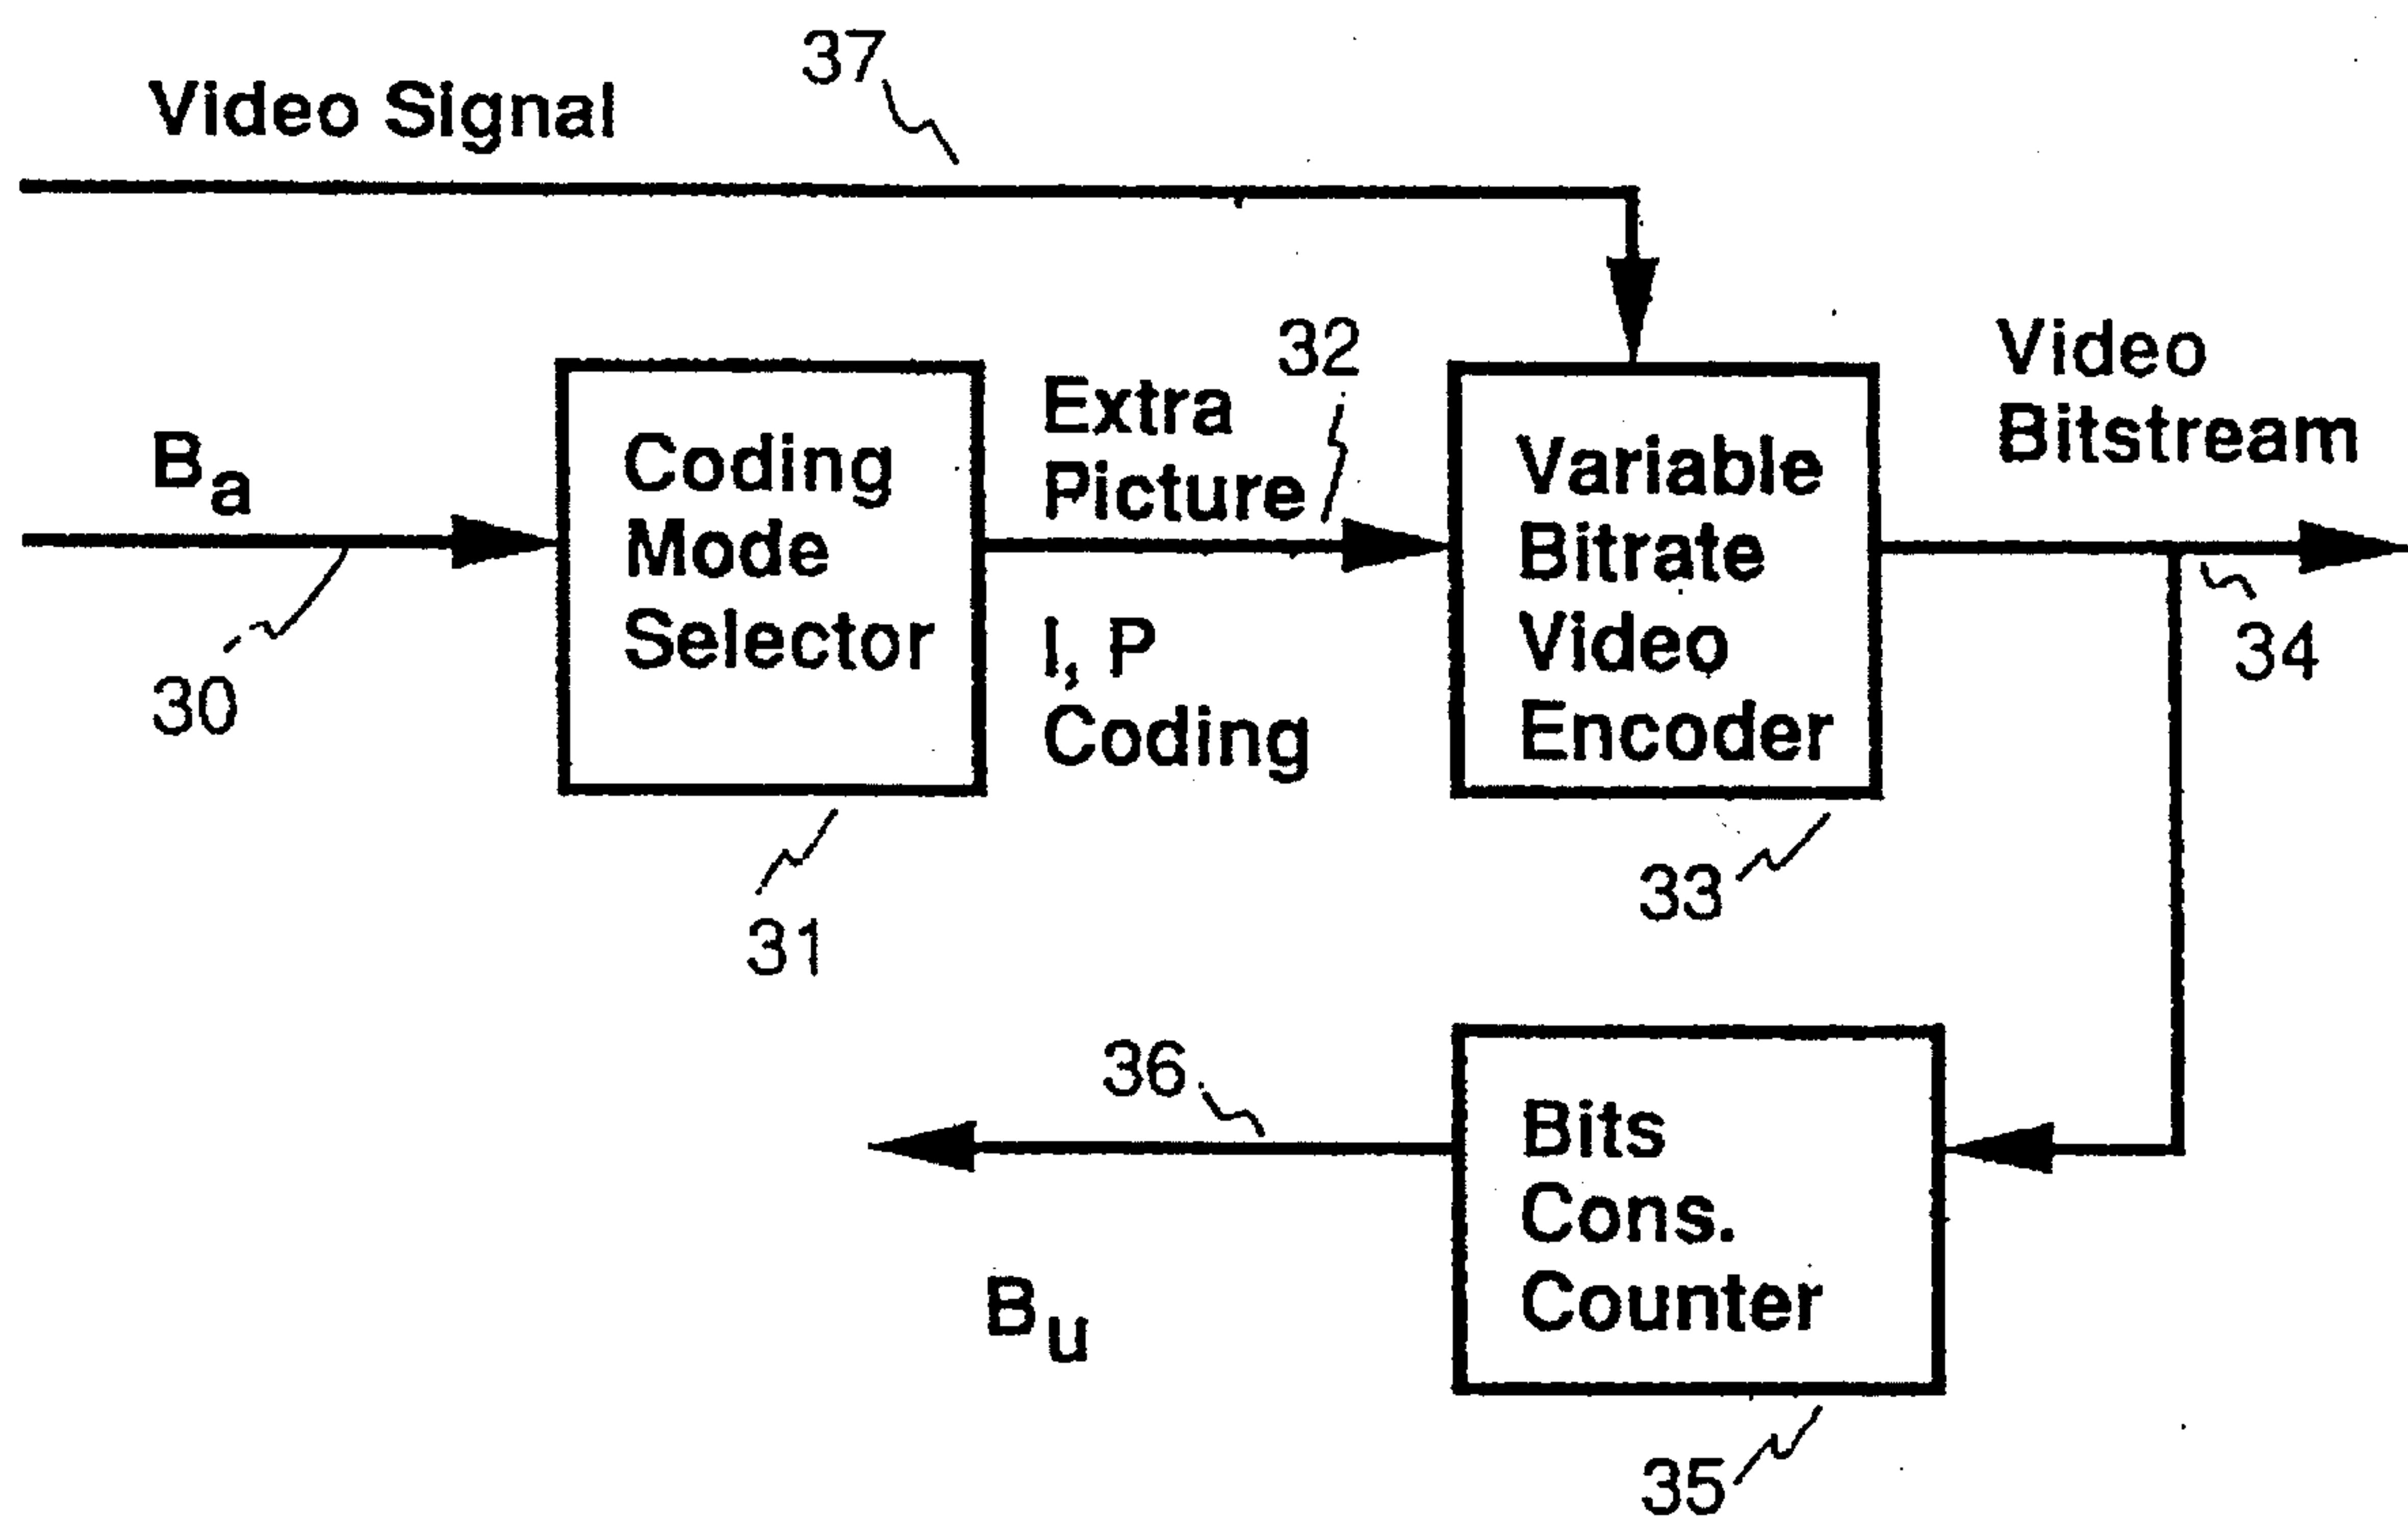 37
Video Signal
32
Video
Bitstream
Ba
Coding
Mode
Selector
Extra
Picture
I, P
Coding
Variable
Bitrate
Video
Encoder
34
30
31
33
36
Bits
Cons.
Counter
Bu
35